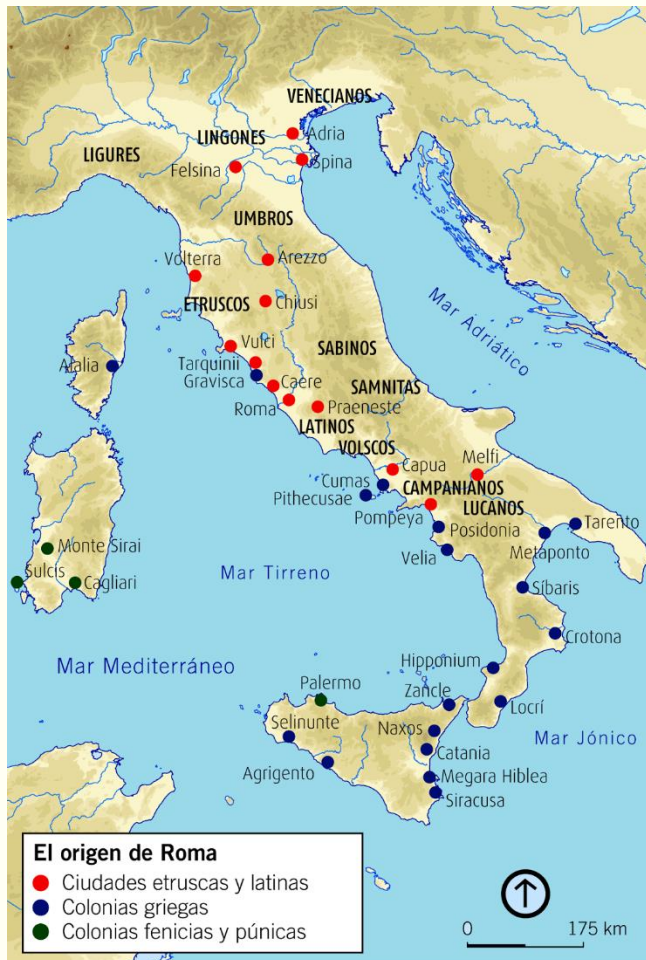 VENECIANOS
Adria
LINGONES
Spina
LIGURES
Felsina
UMBROS
Volterra
Arezzo
ETRUSCOS
Chiusi
Mar Adriático
Vulci
SABINOS
Alalia
Tarquinii
Gravisca
Caere
SAMNITAS
Roma
Praeneste
LATINOS
VOLSCOS
Capua
Melfi
Cumas
CAMPANIANOS
Pithecusae
LUCANOS
Pompeya
Posidonia
Tarento
Velia
Metaponto
Monte Sirai
Sulcis
Cagliari
Mar Tirreno
Síbaris
Crotona
Mar Mediterráneo
Hipponium
Palermo
Zancle
Locrí
Selinunte
Naxos
Mar Jónico
Catania
Agrigento
Megara Hiblea
Siracusa
El origen de Roma
Ciudades etruscas y latinas
Colonias griegas
Colonias fenicias y púnicas
0 175 km